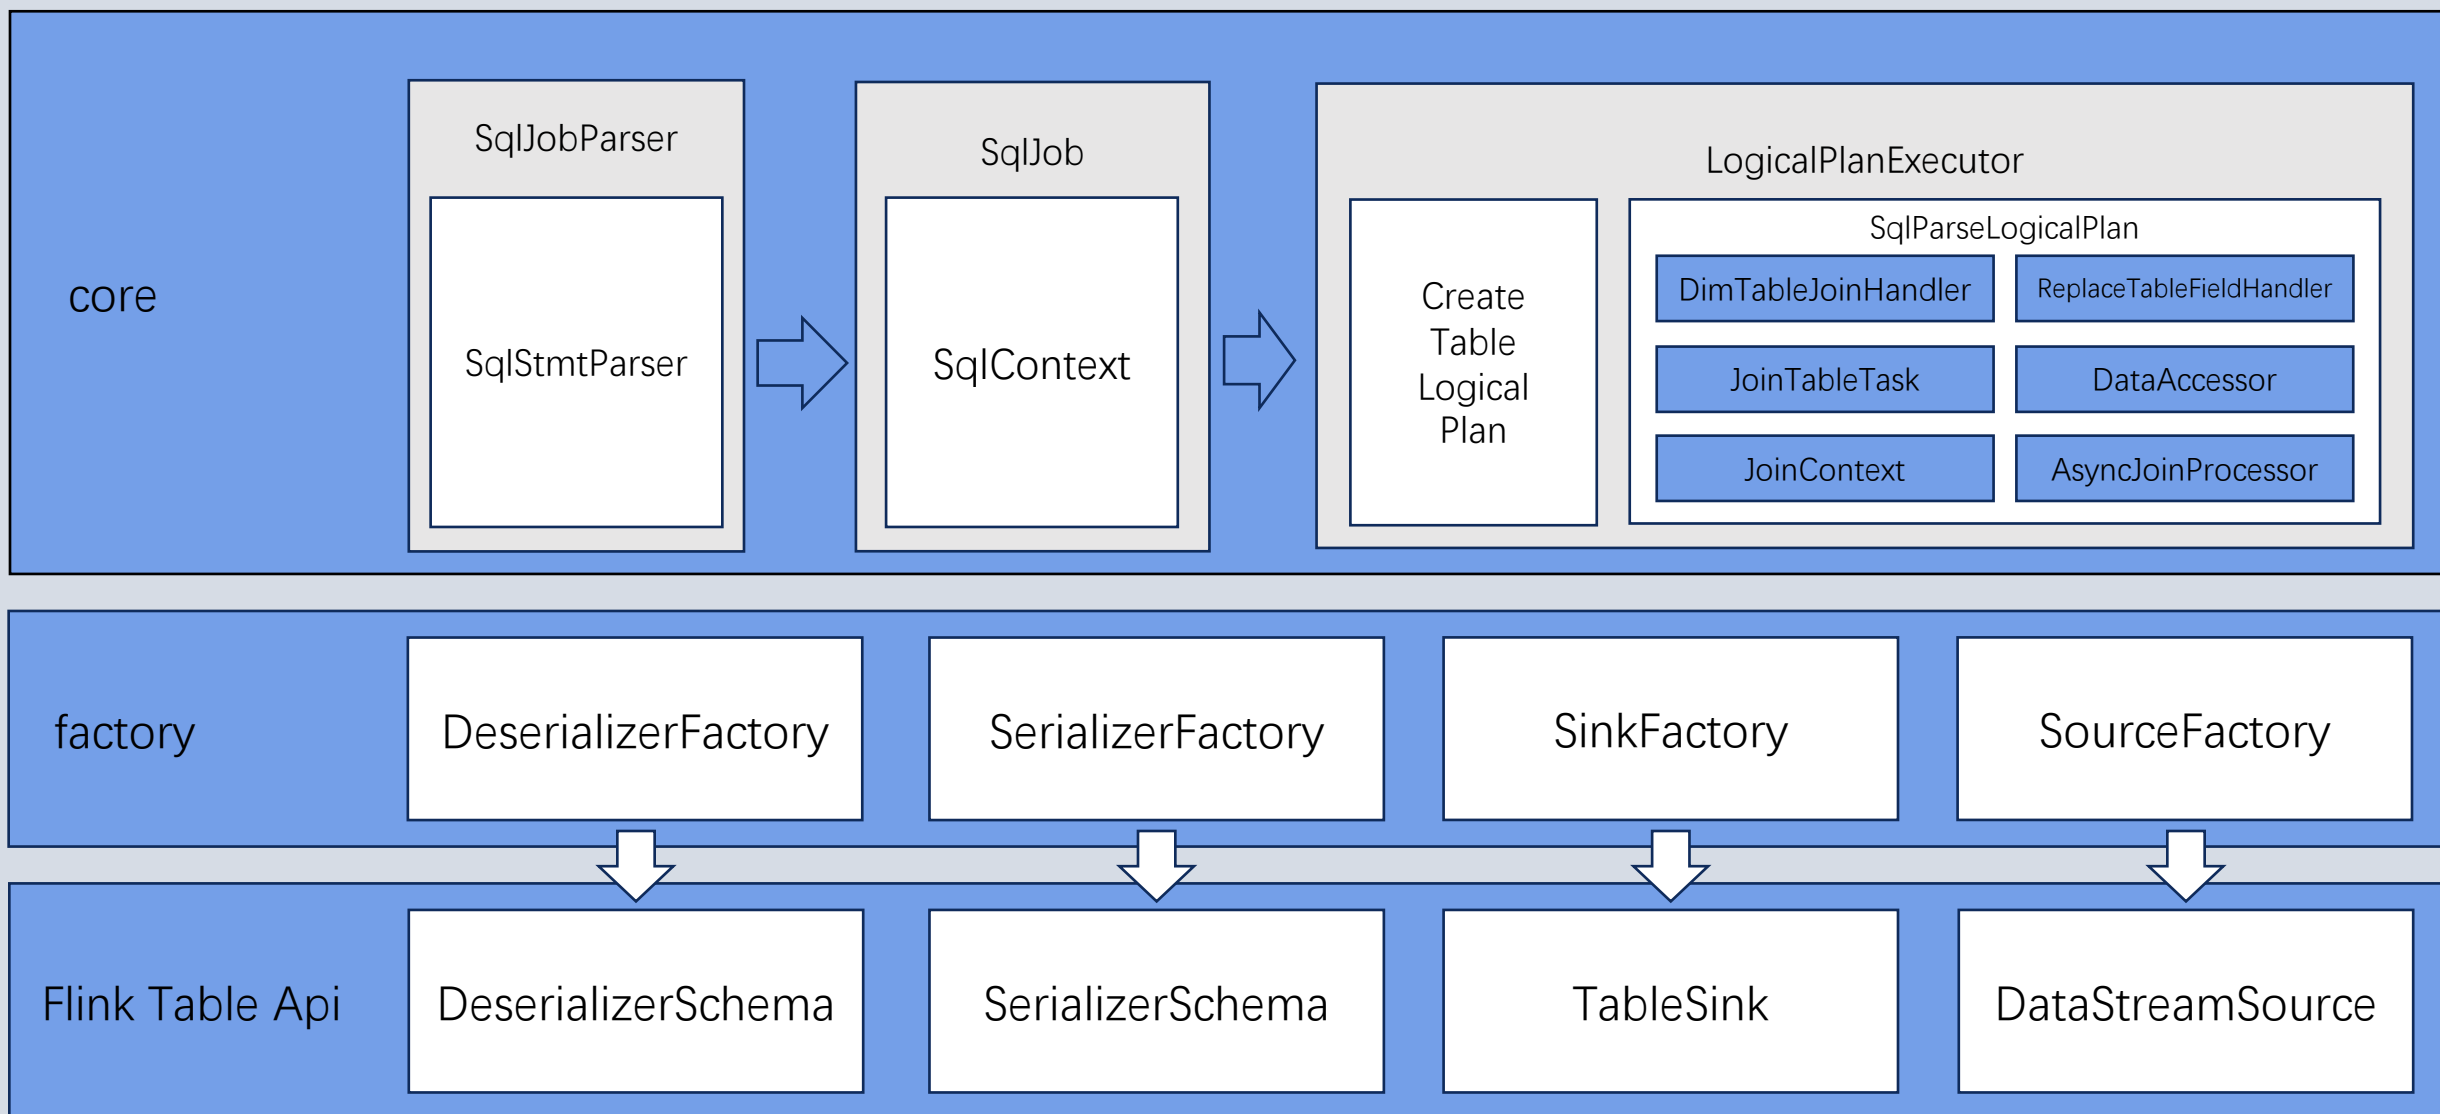 core
SqlJobParser
SqlStmtParser
SqlJob
SqlContext
LogicalPlanExecutor
Create
Table
Logical
Plan
SqlParseLogicalPlan
DimTableJoinHandler
ReplaceTableFieldHandler
JoinTableTask
DataAccessor
JoinContext
AsyncJoinProcessor
factory
DeserializerFactory
SerializerFactory
SinkFactory
SourceFactory
Flink Table Api
DeserializerSchema
SerializerSchema
TableSink
DataStreamSource